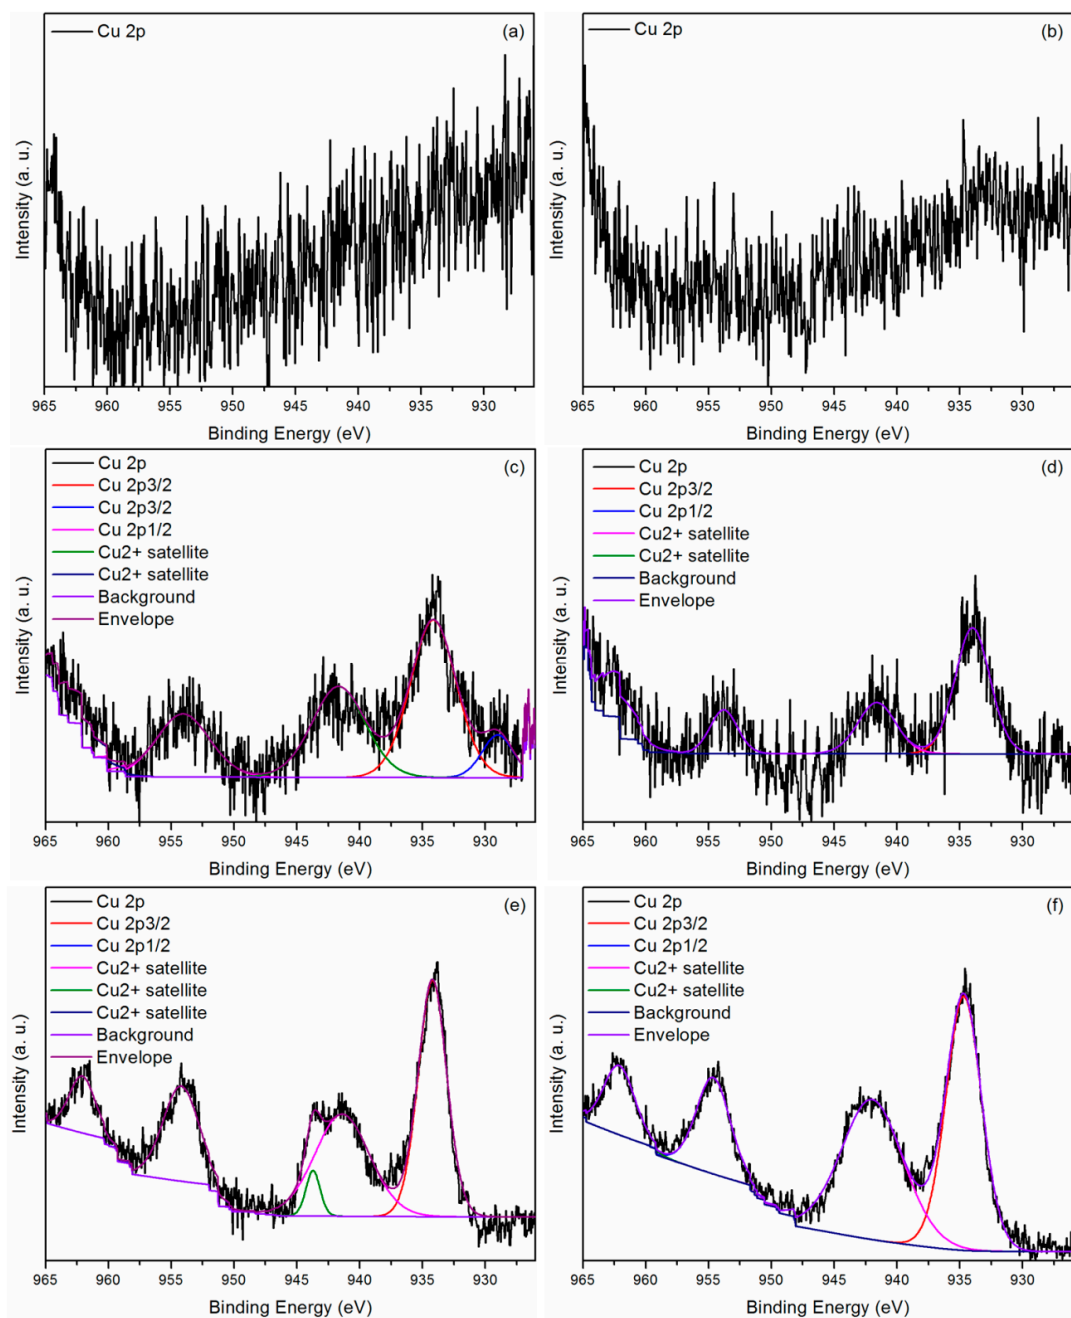 Cu 2p
(a)
Intensity (a. u.)
965 960 955 950 945 940 935 930
Binding Energy (eV)
Cu 2p
(b)
Intensity (a. u.)
965 960 955 950 945 940 935 930
Binding Energy (eV)
Cu 2p
Cu 2p3/2
Cu 2p3/2
Cu 2p1/2
Cu2+ satellite
Cu2+ satellite
Background
Envelope
(c)
Intensity (a. u.)
965 960 955 950 945 940 935 930
Binding Energy (eV)
Cu 2p
Cu 2p3/2
Cu 2p1/2
Cu2+ satellite
Cu2+ satellite
Background
Envelope
(d)
Intensity (a. u.)
965 960 955 950 945 940 935 930
Binding Energy (eV)
Cu 2p
Cu 2p3/2
Cu 2p1/2
Cu2+ satellite
Cu2+ satellite
Cu2+ satellite
Background
Envelope
(e)
Intensity (a. u.)
965 960 955 950 945 940 935 930
Binding Energy (eV)
Cu 2p
Cu 2p3/2
Cu 2p1/2
Cu2+ satellite
Cu2+ satellite
Background
Envelope
(f)
Intensity (a. u.)
965 960 955 950 945 940 935 930
Binding Energy (eV)